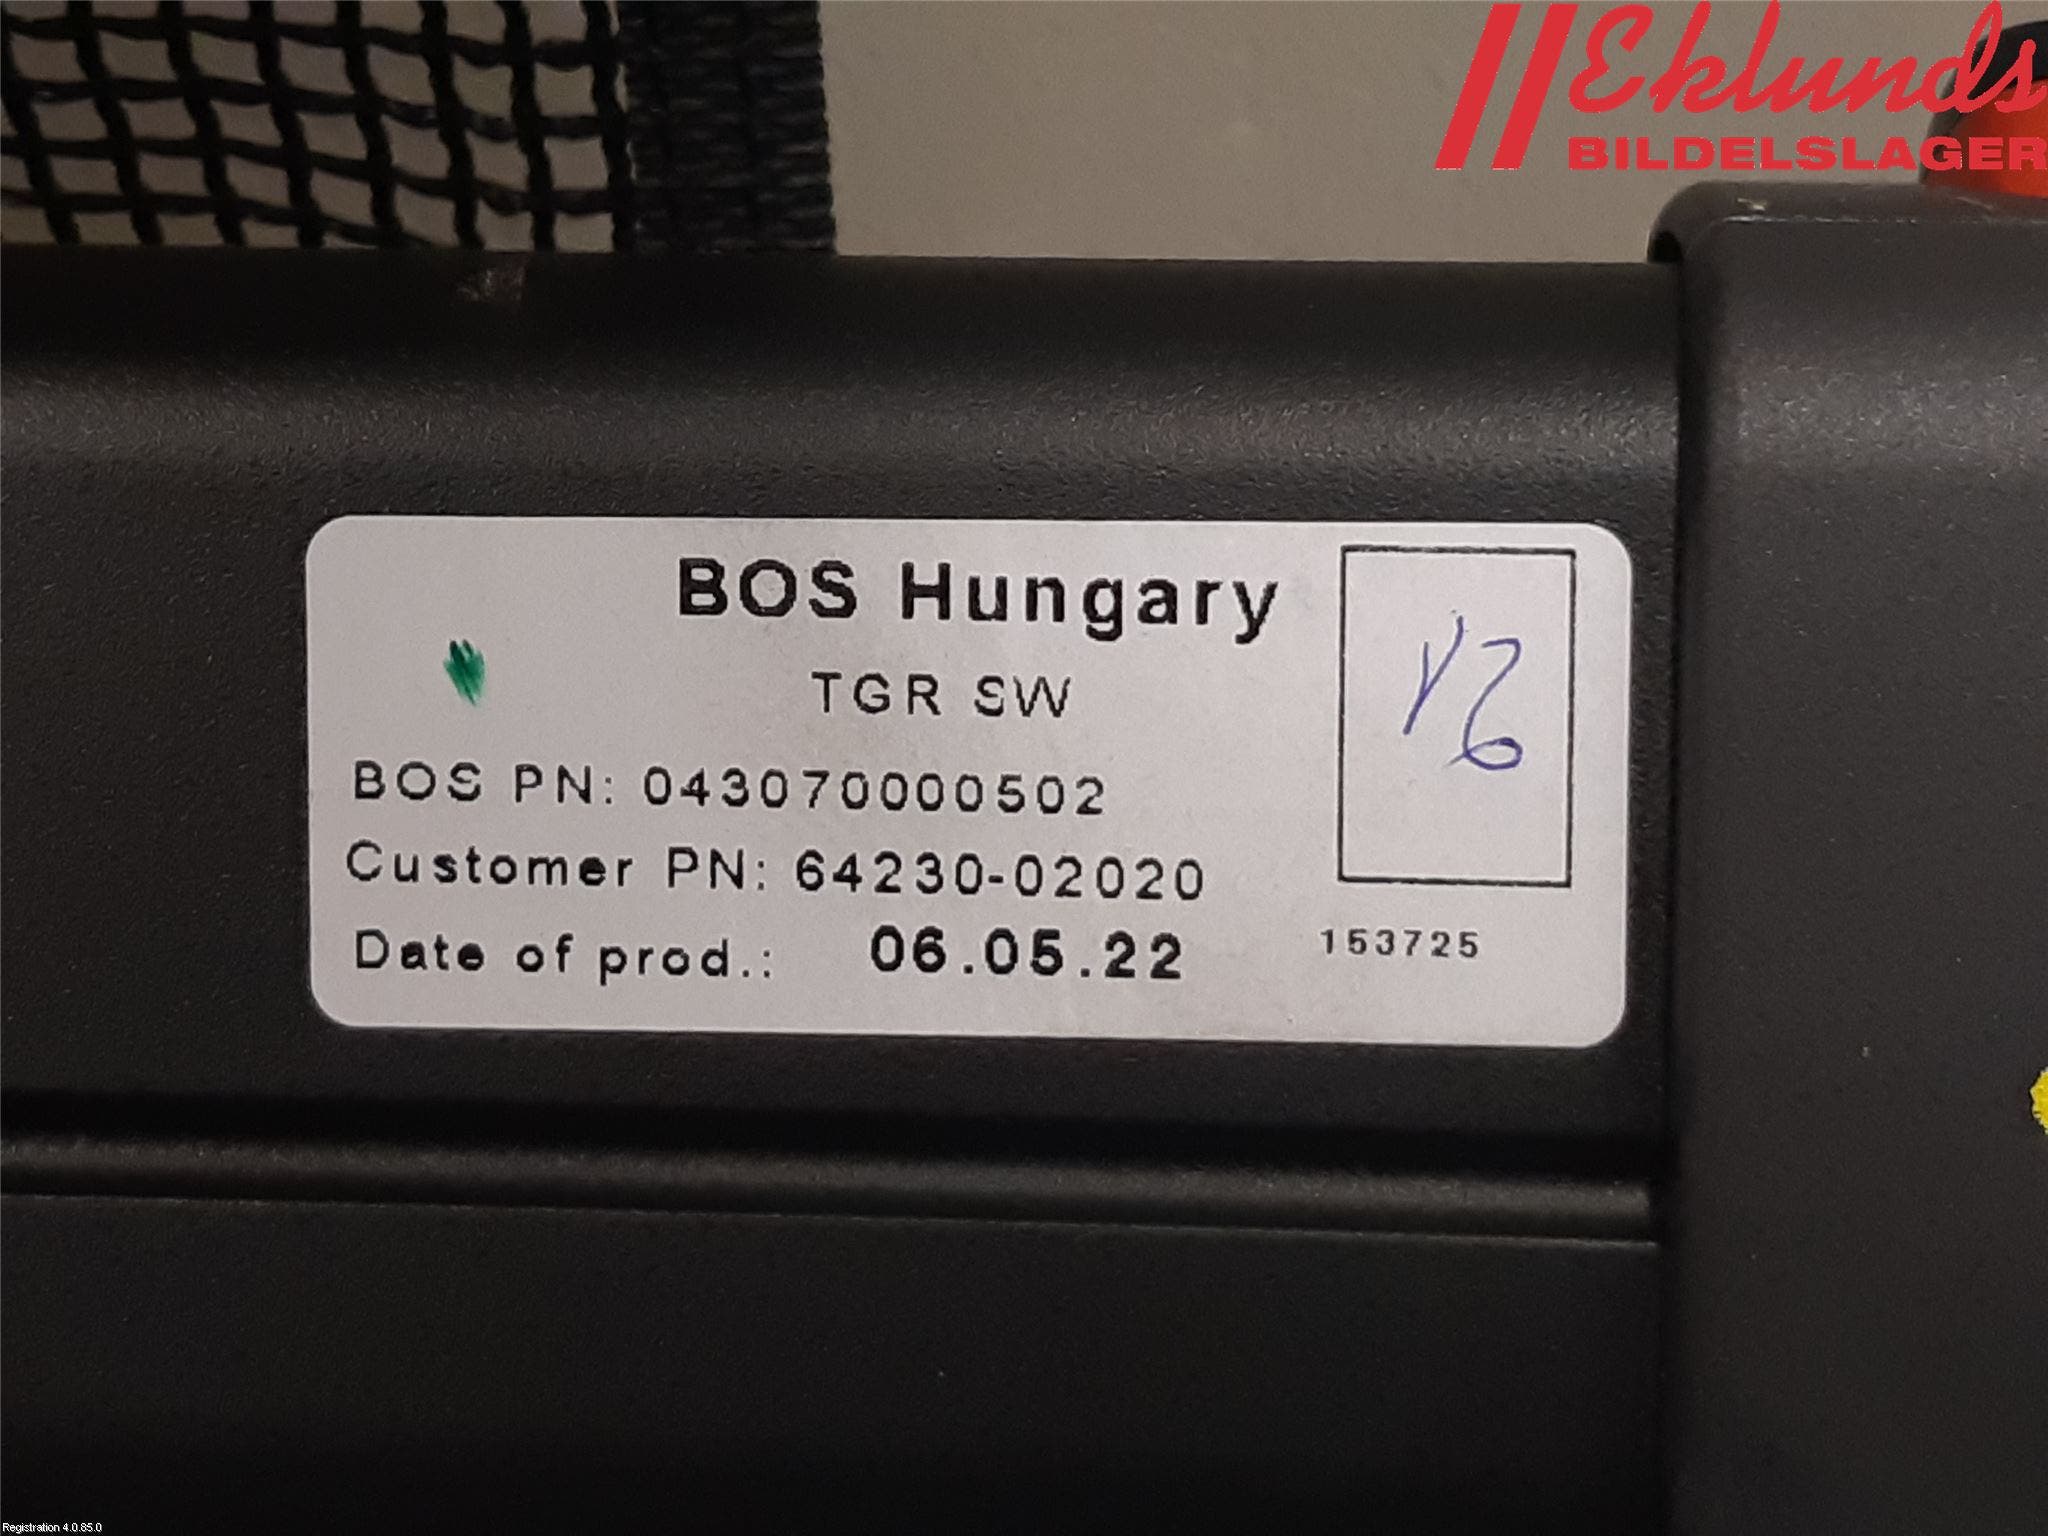 Eklunds
BILDELSLAGER
BOS Hungary
TGR SW
BOS PN: 043070000502
Customer PN: 64230-02020
Date of prod.: 06.05.22
153725
Registration 4.0.85.0